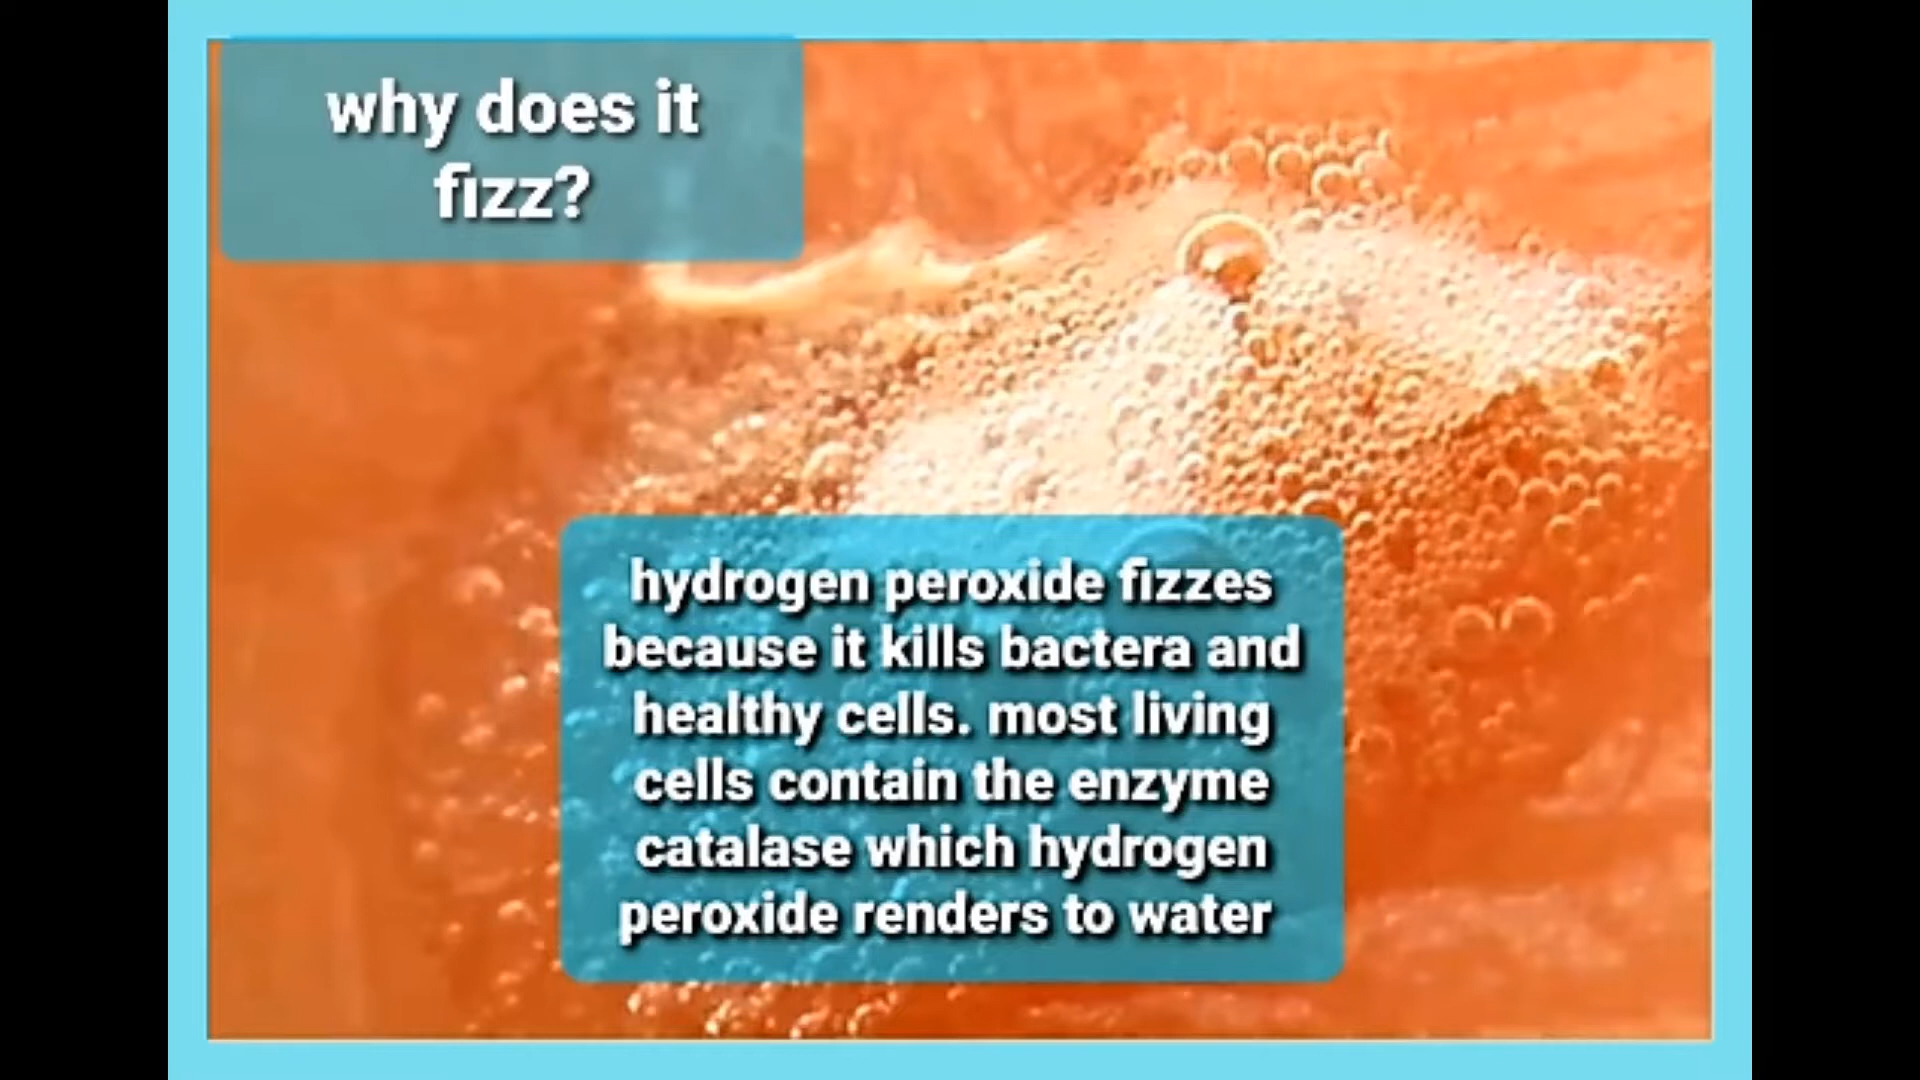 why does it
fizz?
hydrogen peroxide fizzes
because it kills bactera and
healthy cells. most living
cells contain the enzyme
catalase which hydrogen
peroxide renders to water